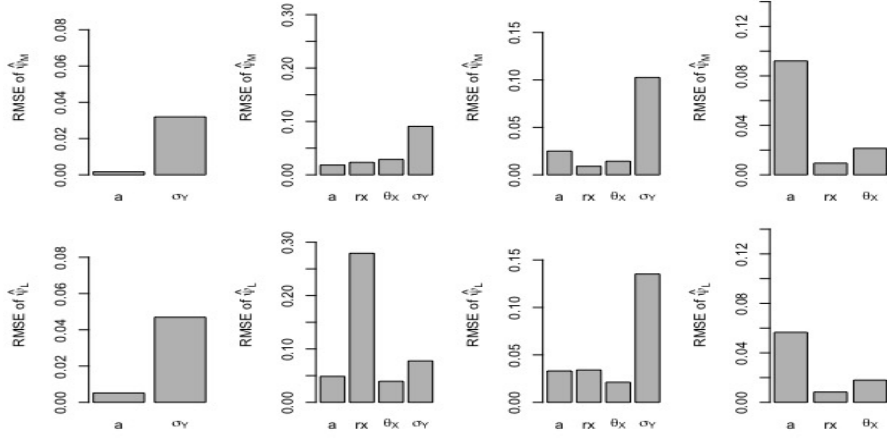 RMSE of ψ̂M
0.00 0.02 0.04 0.06 0.08
a σY
RMSE of ψ̂M
0.00 0.10 0.20 0.30
a rx θX σY
RMSE of ψ̂M
0.00 0.05 0.10 0.15
a rx θX σY
RMSE of ψ̂M
0.00 0.04 0.08 0.12
a rx θX
RMSE of ψ̂L
0.00 0.02 0.04 0.06 0.08
a σY
RMSE of ψ̂L
0.00 0.10 0.20 0.30
a rx θX σY
RMSE of ψ̂L
0.00 0.05 0.10 0.15
a rx θX σY
RMSE of ψ̂L
0.00 0.04 0.08 0.12
a rx θX